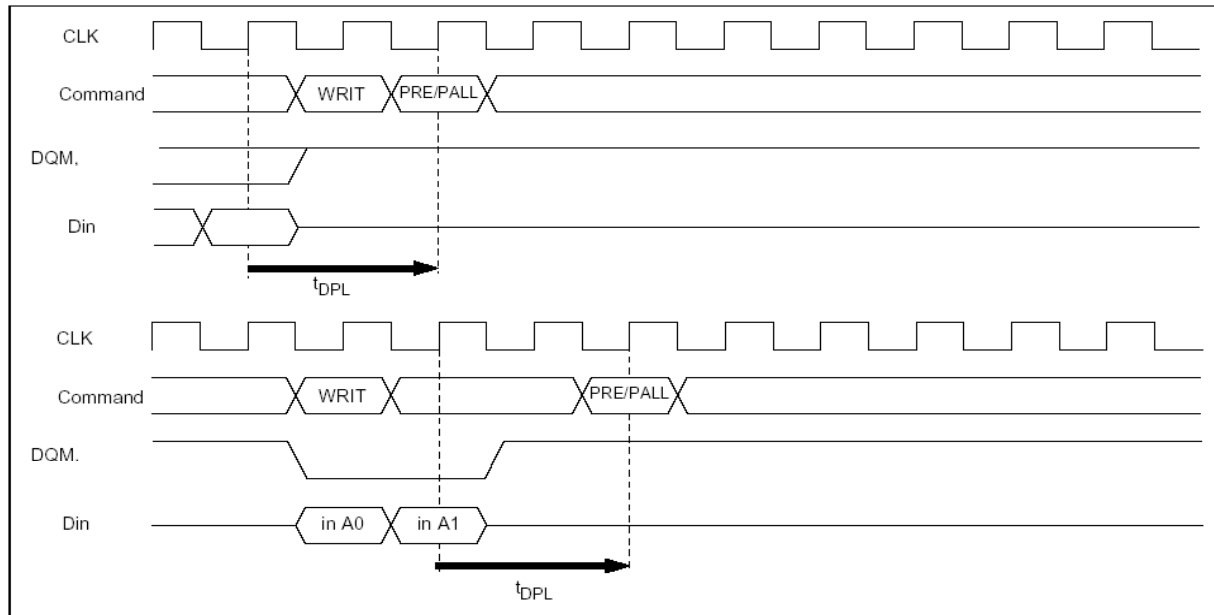 CLK
Command WRIT PRE/PALL
DQM,
Din
tDPL
CLK
Command WRIT PRE/PALL
DQM.
Din in A0 in A1
tDPL